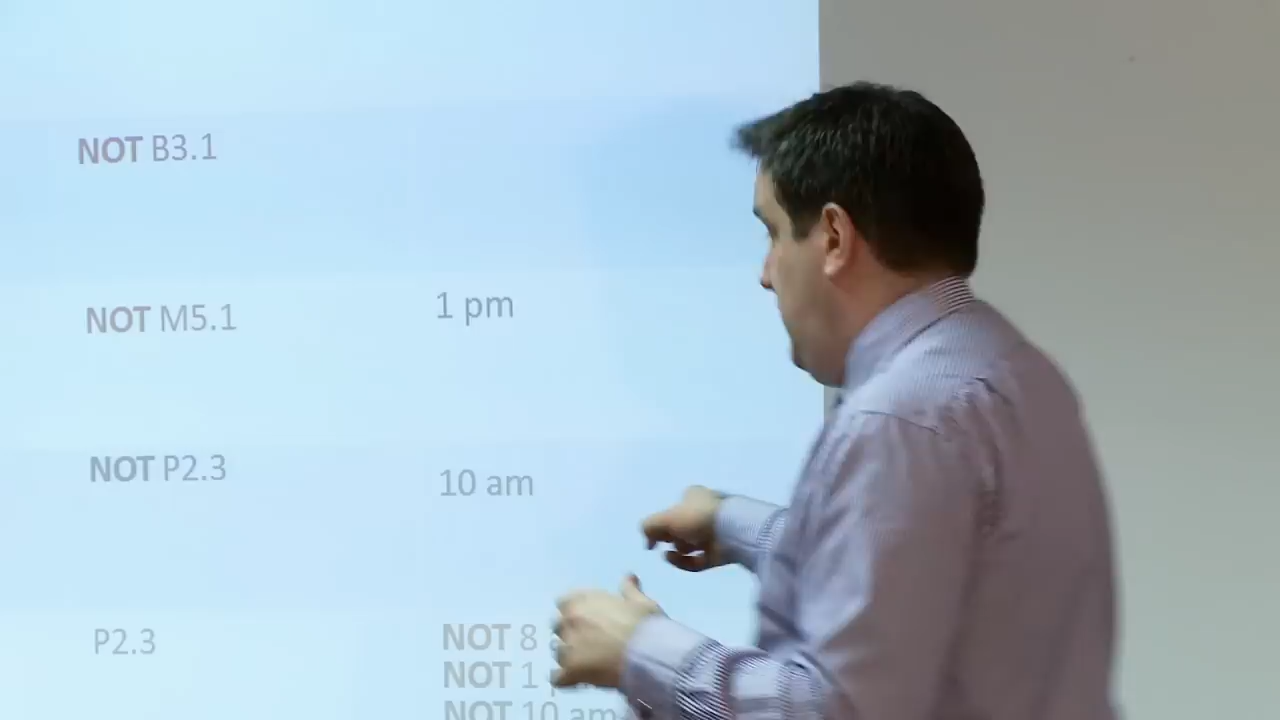 NOT B3.1
NOT M5.1 1 pm
NOT P2.3 10 am
P2.3 NOT 8
NOT 1
NOT 10 am